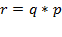 r = q * p